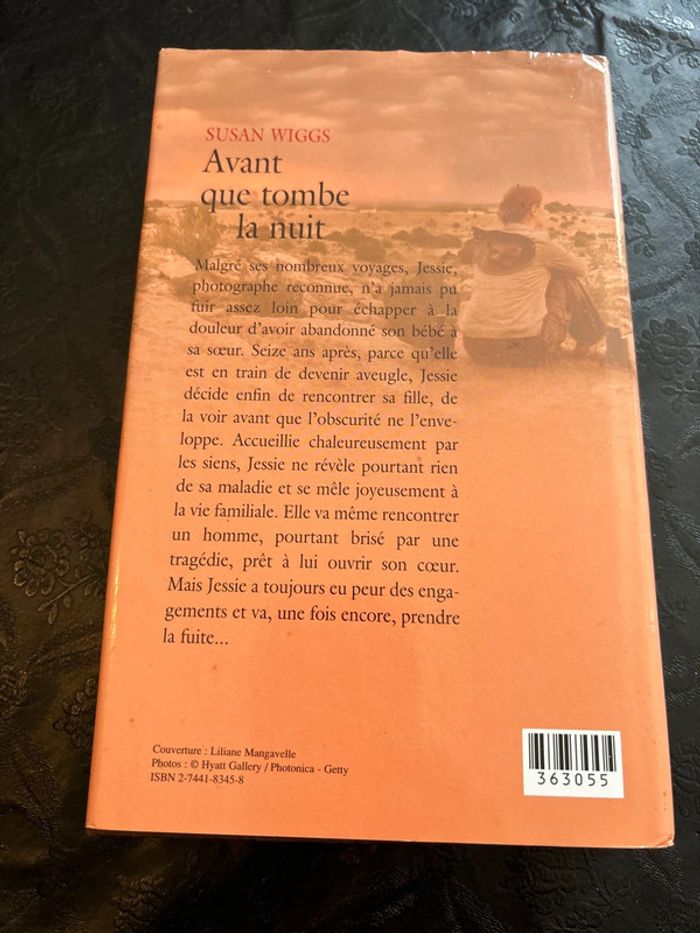 SUSAN WIGGS
Avant
que tombe
la nuit
Malgré ses nombreux voyages, Jessie,
photographe reconnue, n'a jamais pu
fuir assez loin pour échapper à la
douleur d'avoir abandonné son bébé à
sa sœur. Seize ans après, parce qu'elle
est en train de devenir aveugle, Jessie
décide enfin de rencontrer sa fille, de
la voir avant que l'obscurité ne l'enve-
loppe. Accueillie chaleureusement par
les siens, Jessie ne révèle pourtant rien
de sa maladie et se mêle joyeusement à
la vie familiale. Elle va même rencontrer
un homme, pourtant brisé par une
tragédie, prêt à lui ouvrir son cœur.
Mais Jessie a toujours eu peur des enga-
gements et va, une fois encore, prendre
la fuite...
Couverture : Liliane Mangavelle
Photos : © Hyatt Gallery / Photonica - Getty
ISBN 2-7441-8345-8
363055